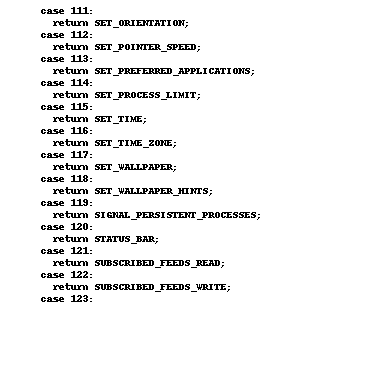 case 111:
return SET_ORIENTATION;
case 112:
return SET_POINTER_SPEED;
case 113:
return SET_PREFERRED_APPLICATIONS;
case 114:
return SET_PROCESS_LIMIT;
case 115:
return SET_TIME;
case 116:
return SET_TIME_ZONE;
case 117:
return SET_WALLPAPER;
case 118:
return SET_WALLPAPER_HINTS;
case 119:
return SIGNAL_PERSISTENT_PROCESSES;
case 120:
return STATUS_BAR;
case 121:
return SUBSCRIBED_FEEDS_READ;
case 122:
return SUBSCRIBED_FEEDS_WRITE;
case 123: